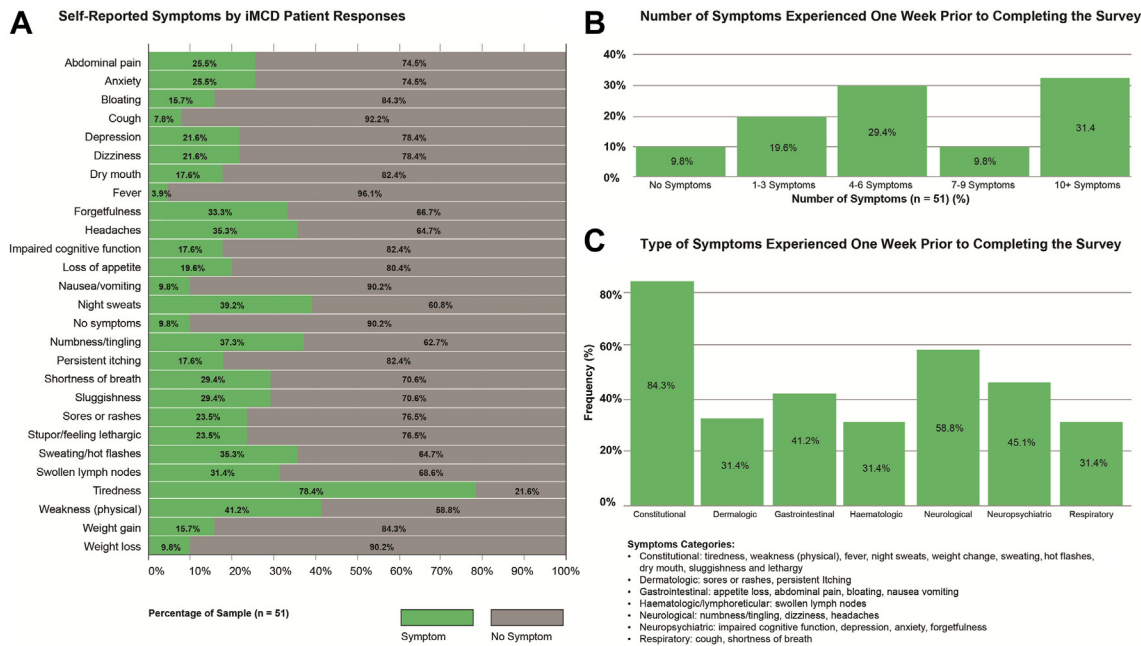 A
Self-Reported Symptoms by iMCD Patient Responses
Abdominal pain 25.5% 74.5%
Anxiety 25.5% 74.5%
Bloating 15.7% 84.3%
Cough 7.8% 92.2%
Depression 21.6% 78.4%
Dizziness 21.6% 78.4%
Dry mouth 17.6% 82.4%
Fever 3.9% 96.1%
Forgetfulness 33.3% 66.7%
Headaches 35.3% 64.7%
Impaired cognitive function 17.6% 82.4%
Loss of appetite 19.6% 80.4%
Nausea/vomiting 9.8% 90.2%
Night sweats 39.2% 60.8%
No symptoms 9.8% 90.2%
Numbness/tingling 37.3% 62.7%
Persistent itching 17.6% 82.4%
Shortness of breath 29.4% 70.6%
Sluggishness 29.4% 70.6%
Sores or rashes 23.5% 76.5%
Stupor/feeling lethargic 23.5% 76.5%
Sweating/hot flashes 35.3% 64.7%
Swollen lymph nodes 31.4% 68.6%
Tiredness 78.4% 21.6%
Weakness (physical) 41.2% 58.8%
Weight gain 15.7% 84.3%
Weight loss 9.8% 90.2%
0% 10% 20% 30% 40% 50% 60% 70% 80% 90% 100%
Percentage of Sample (n = 51)
Symptom No Symptom
B
Number of Symptoms Experienced One Week Prior to Completing the Survey
40%
30%
20%
10%
0%
9.8% 19.6% 29.4% 9.8% 31.4
No Symptoms 1-3 Symptoms 4-6 Symptoms 7-9 Symptoms 10+ Symptoms
Number of Symptoms (n = 51) (%)
C
Type of Symptoms Experienced One Week Prior to Completing the Survey
Frequency (%)
80%
60%
40%
20%
0%
84.3% 31.4% 41.2% 31.4% 58.8% 45.1% 31.4%
Constitutional Dermalogic Gastrointestinal Haematologic Neurological Neuropsychiatric Respiratory
Symptoms Categories:
• Constitutional: tiredness, weakness (physical), fever, night sweats, weight change, sweating, hot flashes,
dry mouth, sluggishness and lethargy
• Dermatologic: sores or rashes, persistent Itching
• Gastrointestinal: appetite loss, abdominal pain, bloating, nausea vomiting
• Haematologic/lymphoreticular: swollen lymph nodes
• Neurological: numbness/tingling, dizziness, headaches
• Neuropsychiatric: impaired cognitive function, depression, anxiety, forgetfulness
• Respiratory: cough, shortness of breath